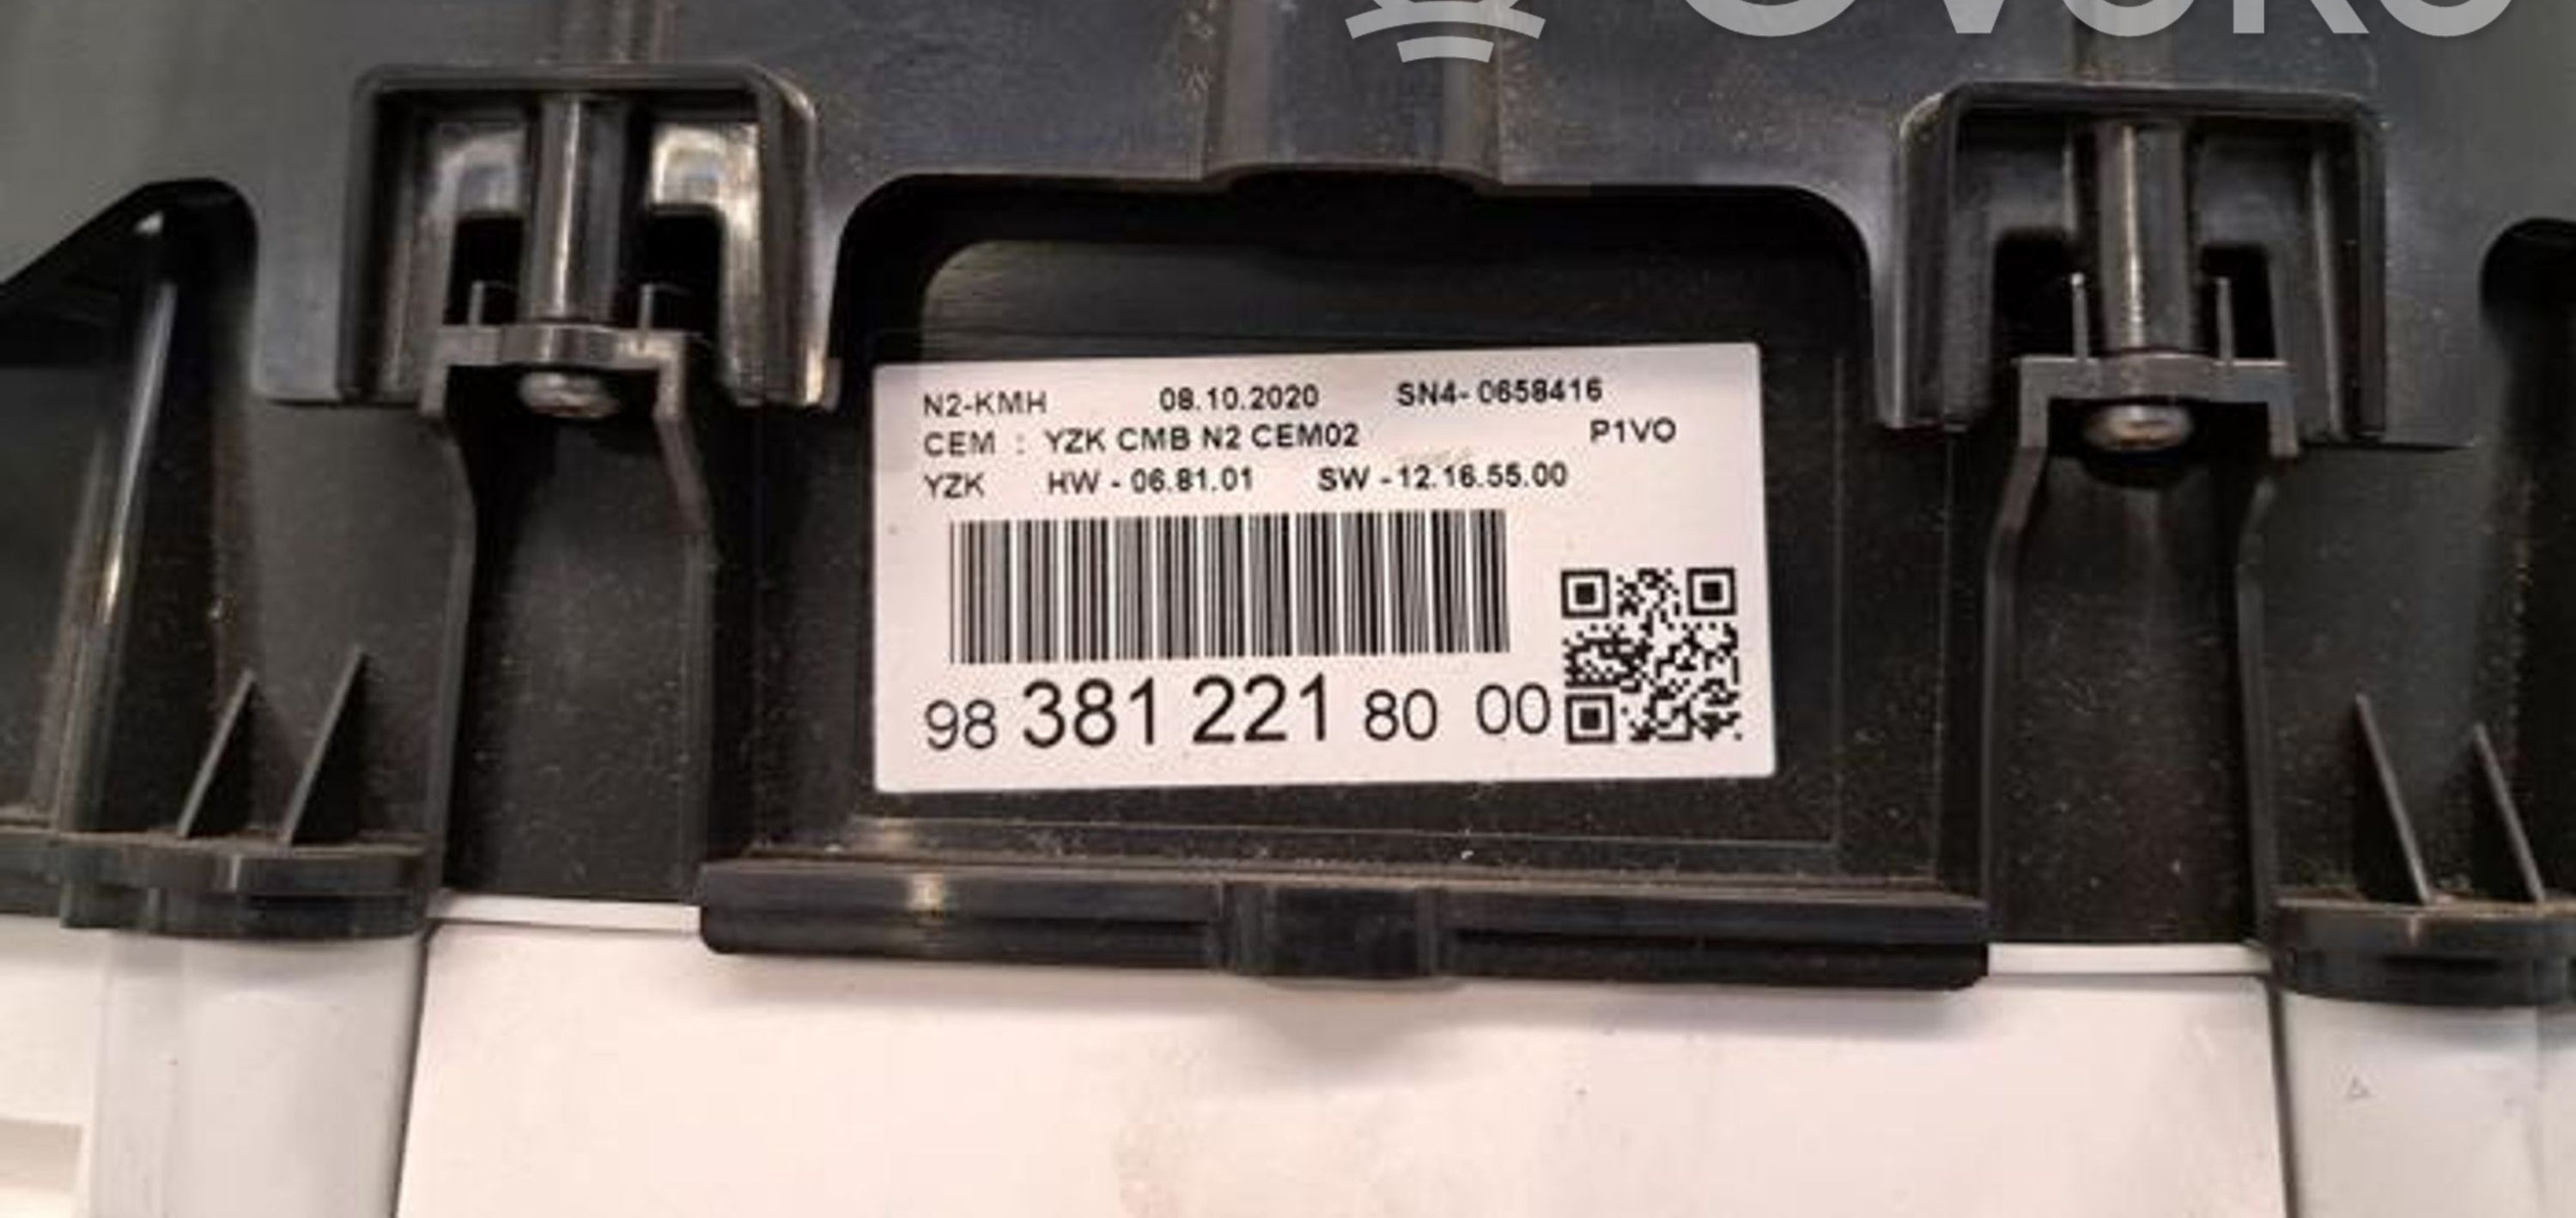 N2-KMH 08.10.2020 SN4-0658416
CEM : YZK CMB N2 CEM02 P1VO
YZK HW - 06.81.01 SW - 12.16.55.00
98 381 221 80 00